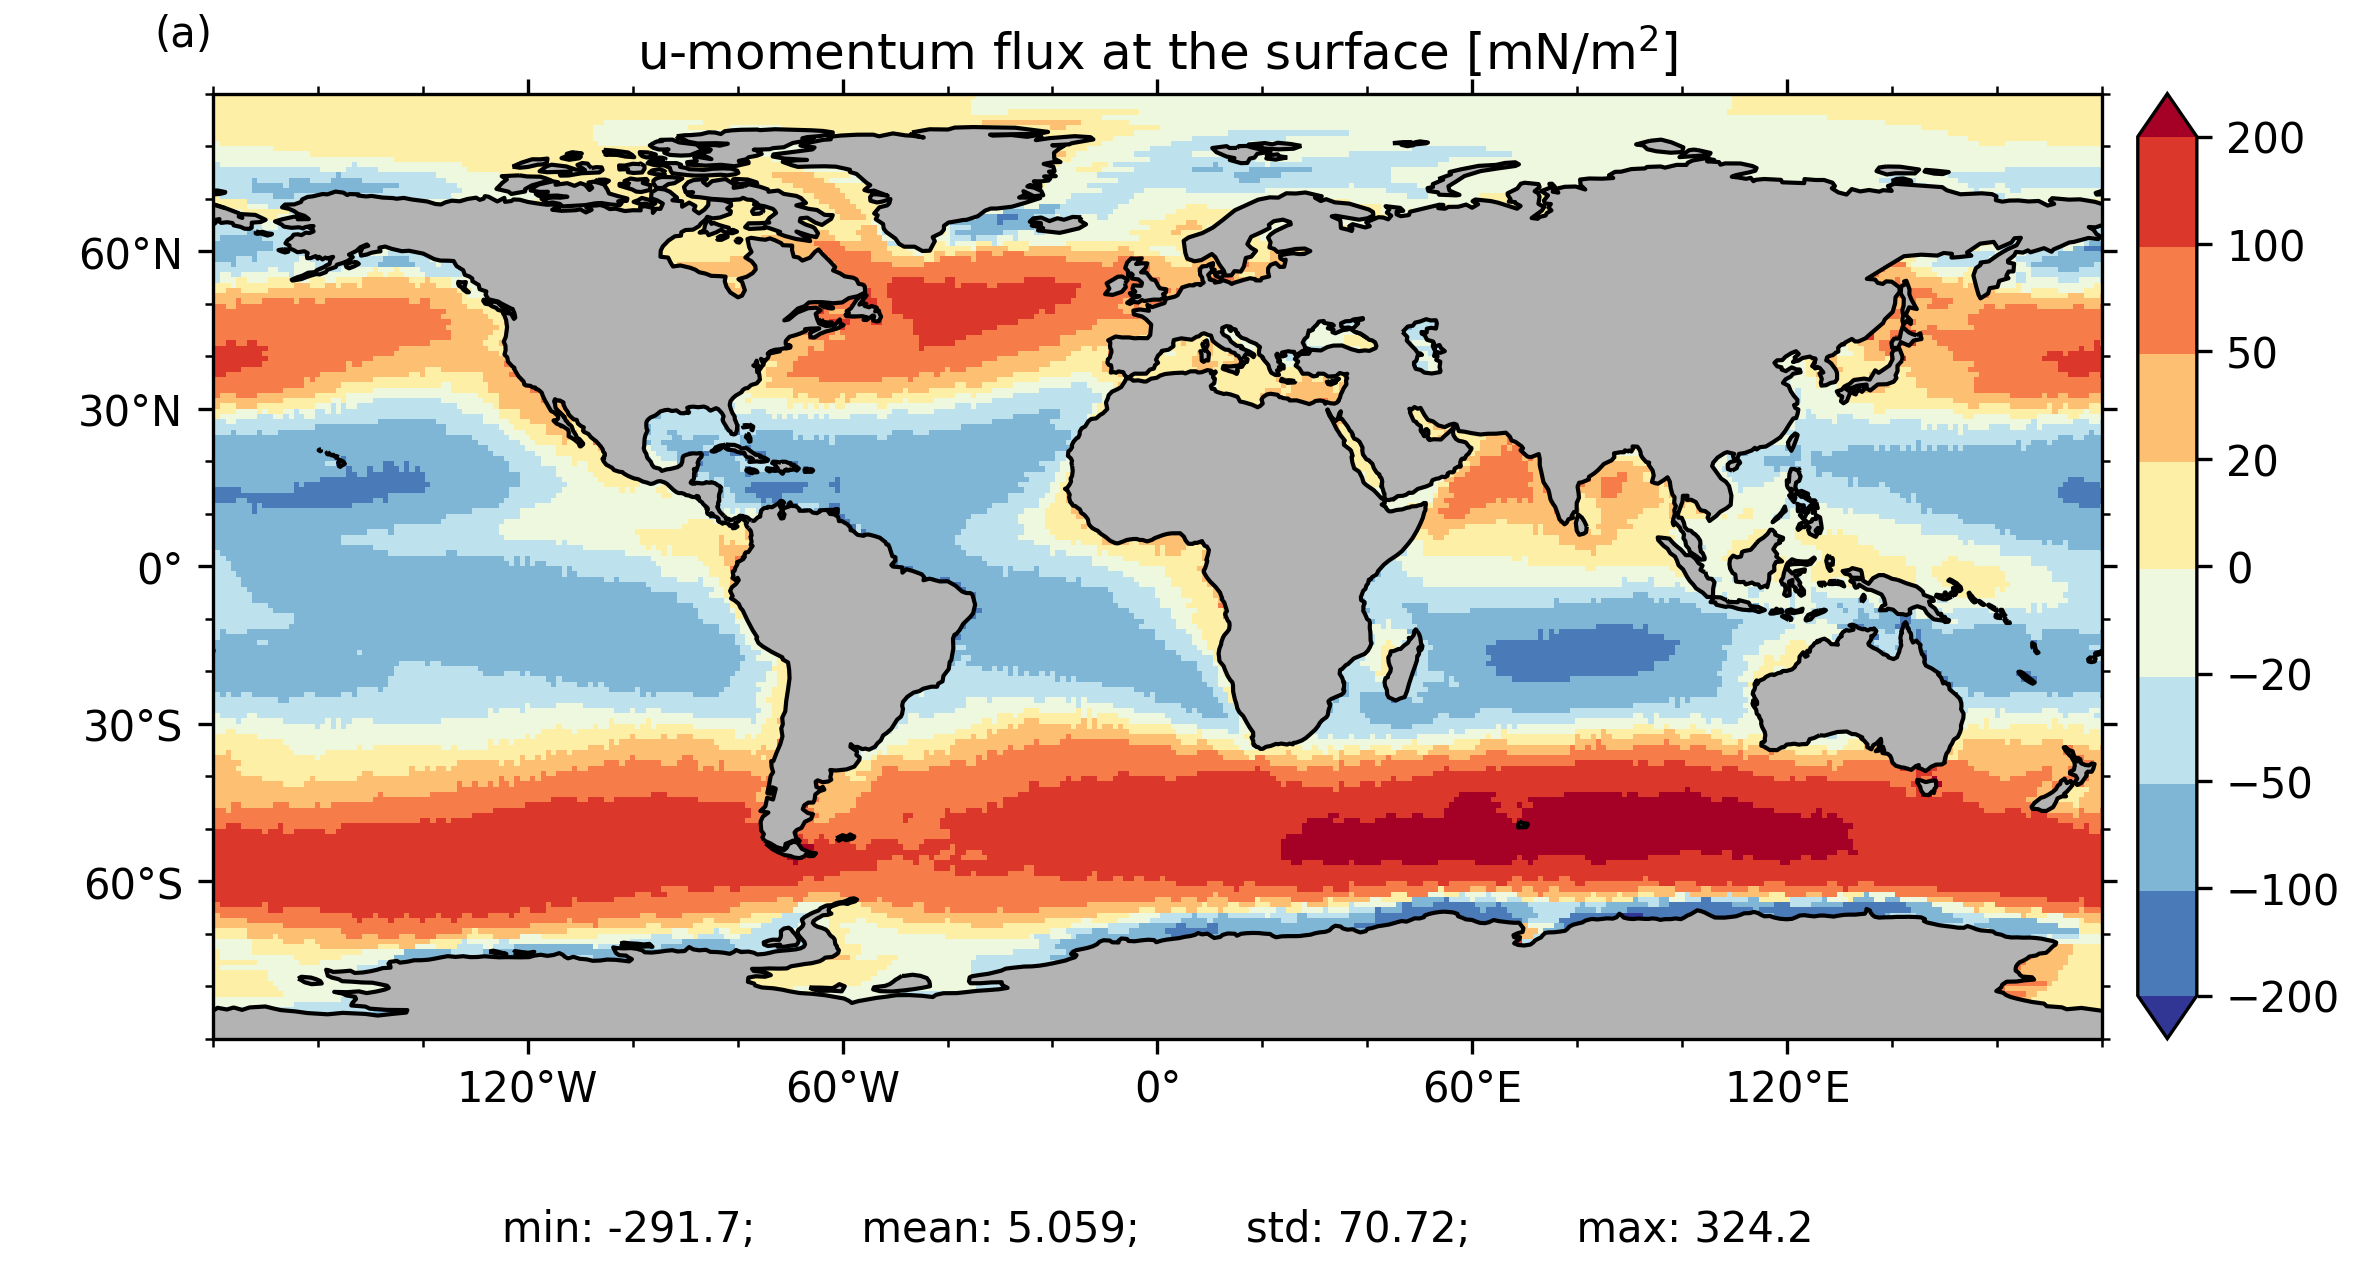 (a)
u-momentum flux at the surface [mN/m²]
60°N
30°N
0°
30°S
60°S
120°W 60°W 0° 60°E 120°E
200
100
50
20
0
−20
−50
−100
−200
min: -291.7; mean: 5.059; std: 70.72; max: 324.2